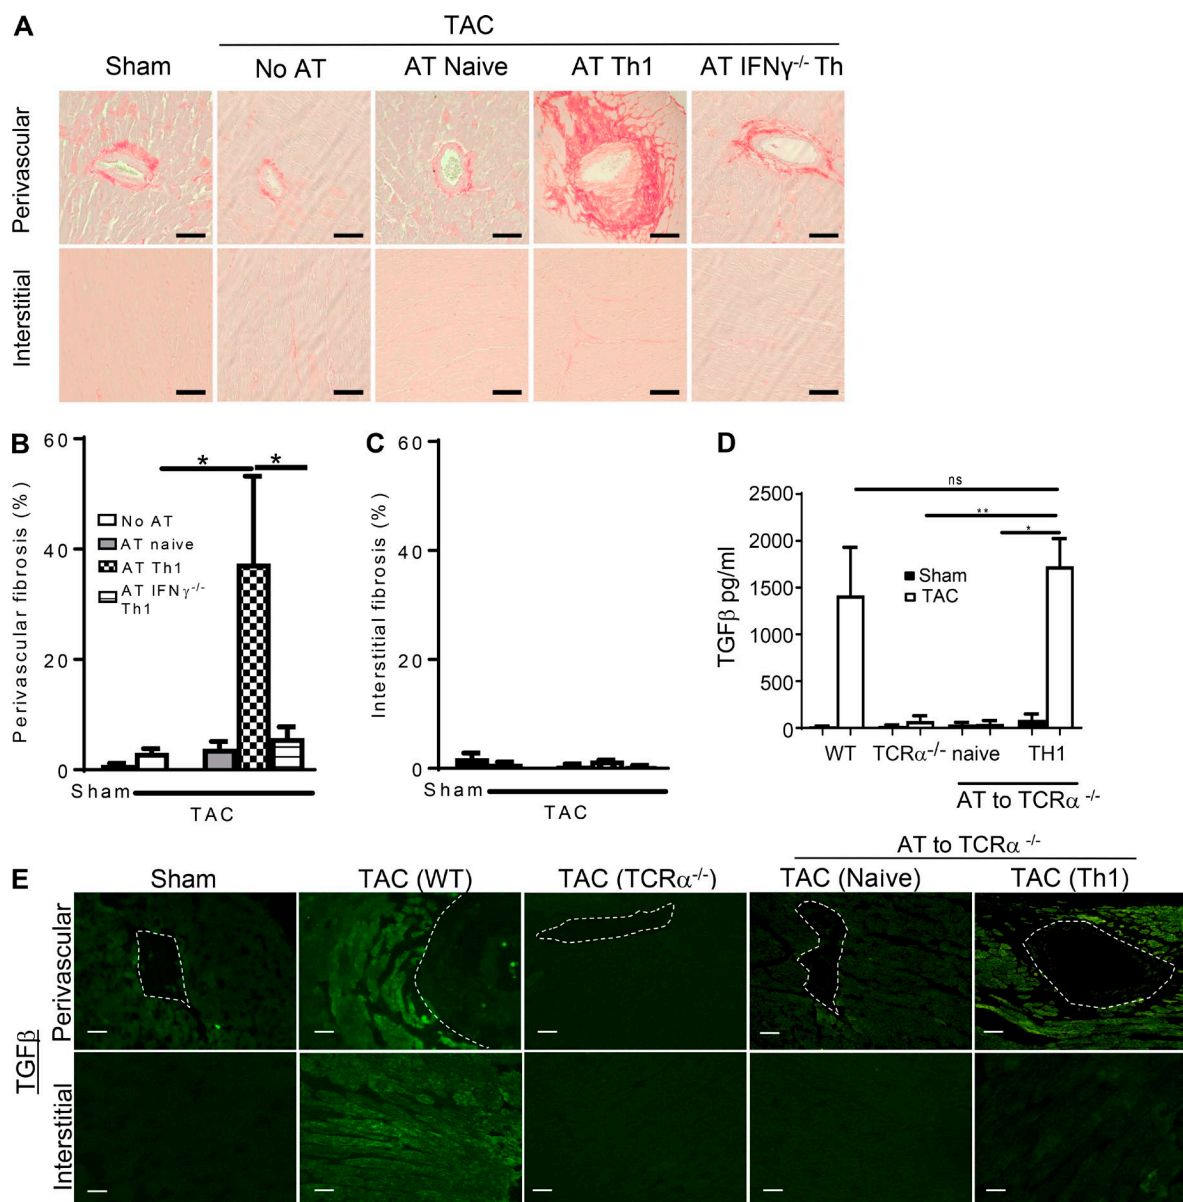 A
TAC
Sham
No AT
AT Naive
AT Th1
AT IFNγ-/- Th
Perivascular
Interstitial
B
Perivascular fibrosis (%)
60
40
20
0
*
*
No AT
AT naive
AT Th1
AT IFNγ-/-
Th1
Sham
TAC
C
Interstitial fibrosis (%)
60
40
20
0
Sham
TAC
D
TGFβ pg/ml
2500
2000
1500
1000
500
0
ns
**
*
Sham
TAC
WT
TCRα-/-
naive
TH1
AT to TCRα -/-
E
AT to TCRα -/-
Sham
TAC (WT)
TAC (TCRα-/-)
TAC (Naive)
TAC (Th1)
TGFβ
Perivascular
Interstitial